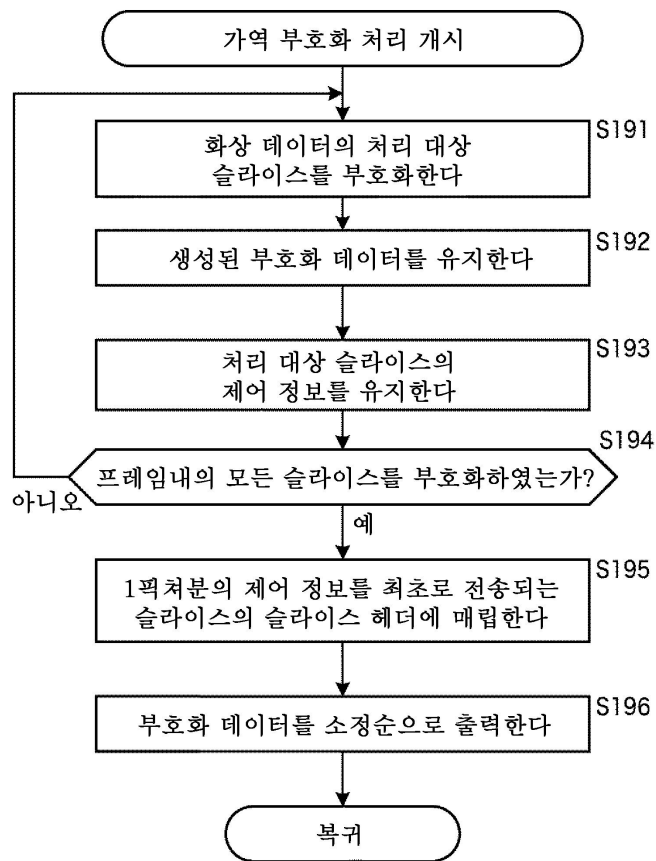 가역 부호화 처리 개시
S191
화상 데이터의 처리 대상
슬라이스를 부호화한다
S192
생성된 부호화 데이터를 유지한다
S193
처리 대상 슬라이스의
제어 정보를 유지한다
S194
프레임내의 모든 슬라이스를 부호화하였는가?
아니오
예
S195
1픽쳐분의 제어 정보를 최초로 전송되는
슬라이스의 슬라이스 헤더에 매립한다
S196
부호화 데이터를 소정순으로 출력한다
복귀